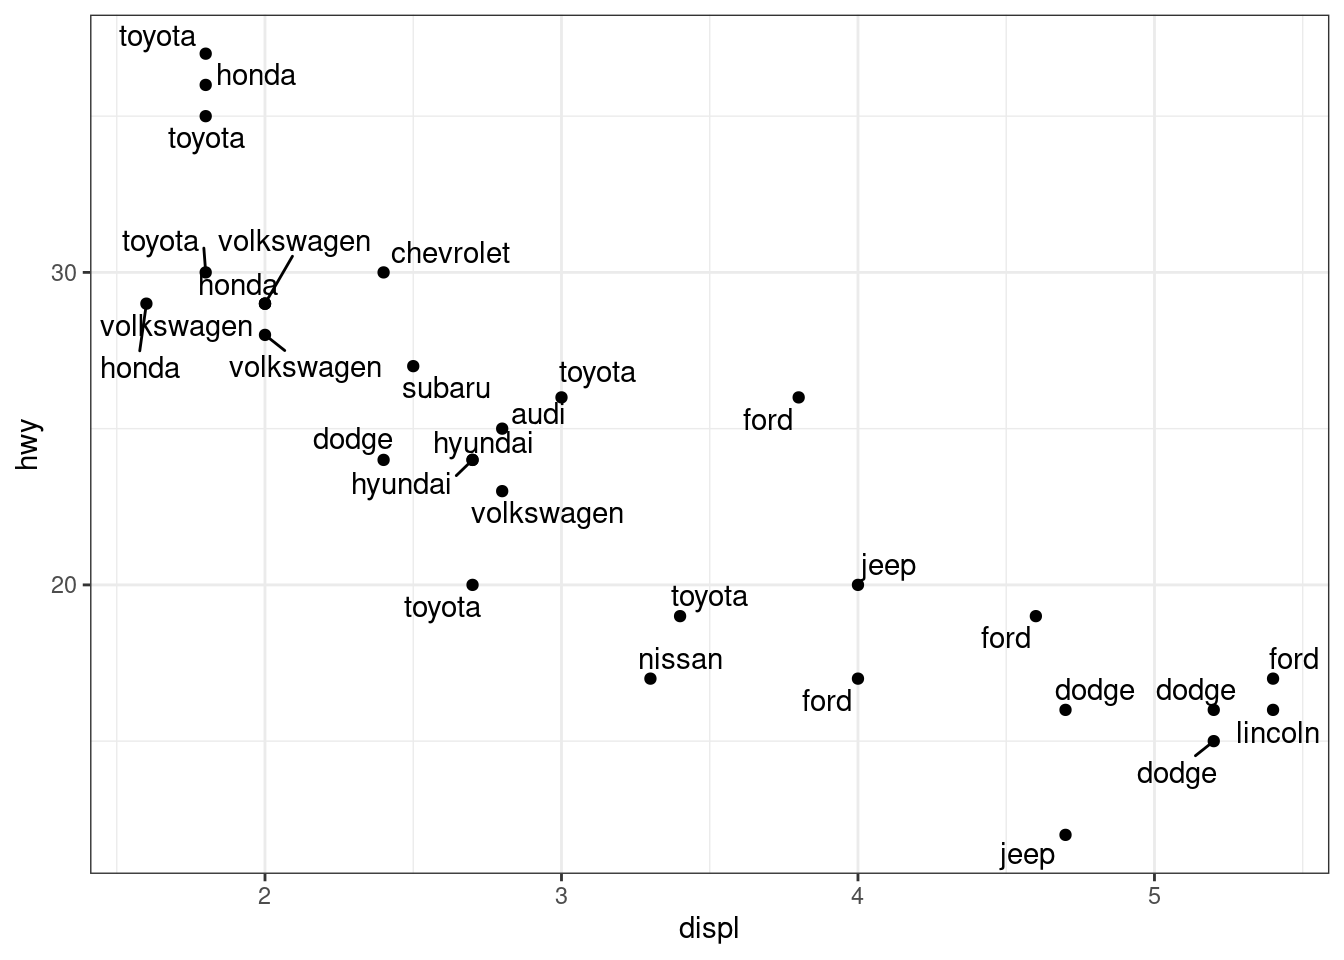 toyota
honda
toyota
toyota
volkswagen
chevrolet
30
honda
volkswagen
honda
volkswagen
subaru
toyota
audi
ford
dodge
hyundai
hyundai
volkswagen
hwy
jeep
20
toyota
toyota
ford
nissan
ford
ford
dodge
dodge
lincoln
dodge
jeep
2
3
4
5
displ